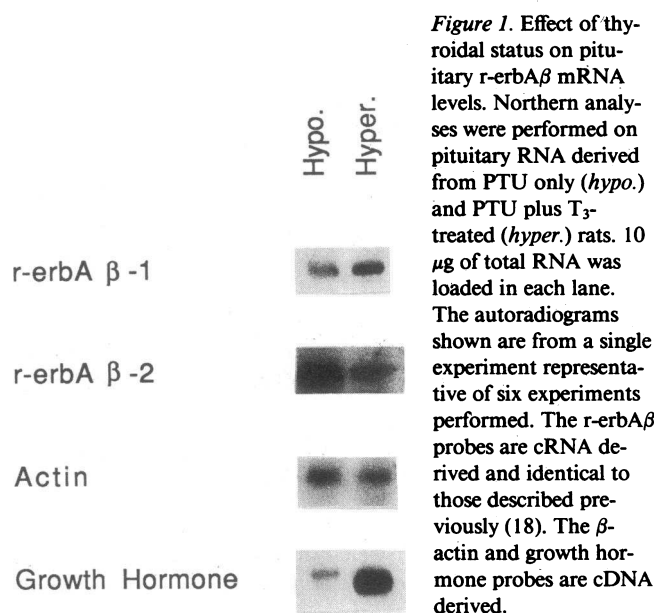 Hypo.
Hyper.
r-erbA β-1
r-erbA β-2
Actin
Growth Hormone
Figure 1. Effect of thy-
roidal status on pitu-
itary r-erbAβ mRNA
levels. Northern analy-
ses were performed on
pituitary RNA derived
from PTU only (hypo.)
and PTU plus T₃-
treated (hyper.) rats. 10
μg of total RNA was
loaded in each lane.
The autoradiograms
shown are from a single
experiment representa-
tive of six experiments
performed. The r-erbAβ
probes are cRNA de-
rived and identical to
those described pre-
viously (18). The β-
actin and growth hor-
mone probes are cDNA
derived.